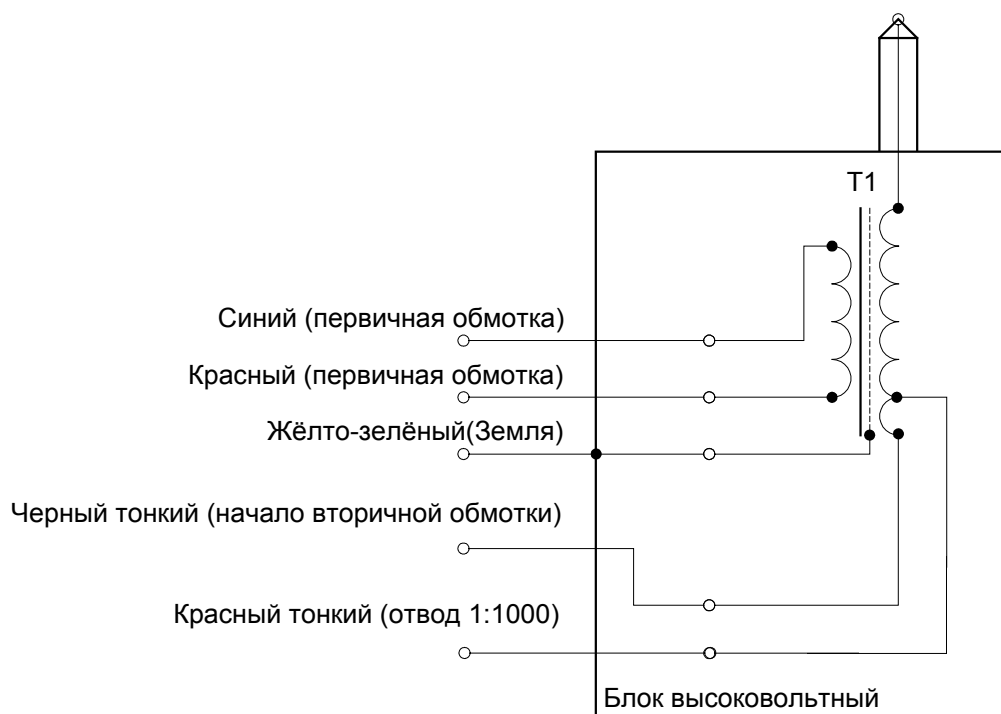 T1
Синий (первичная обмотка)
Красный (первичная обмотка)
Жёлто-зелёный(Земля)
Черный тонкий (начало вторичной обмотки)
Красный тонкий (отвод 1:1000)
Блок высоковольтный